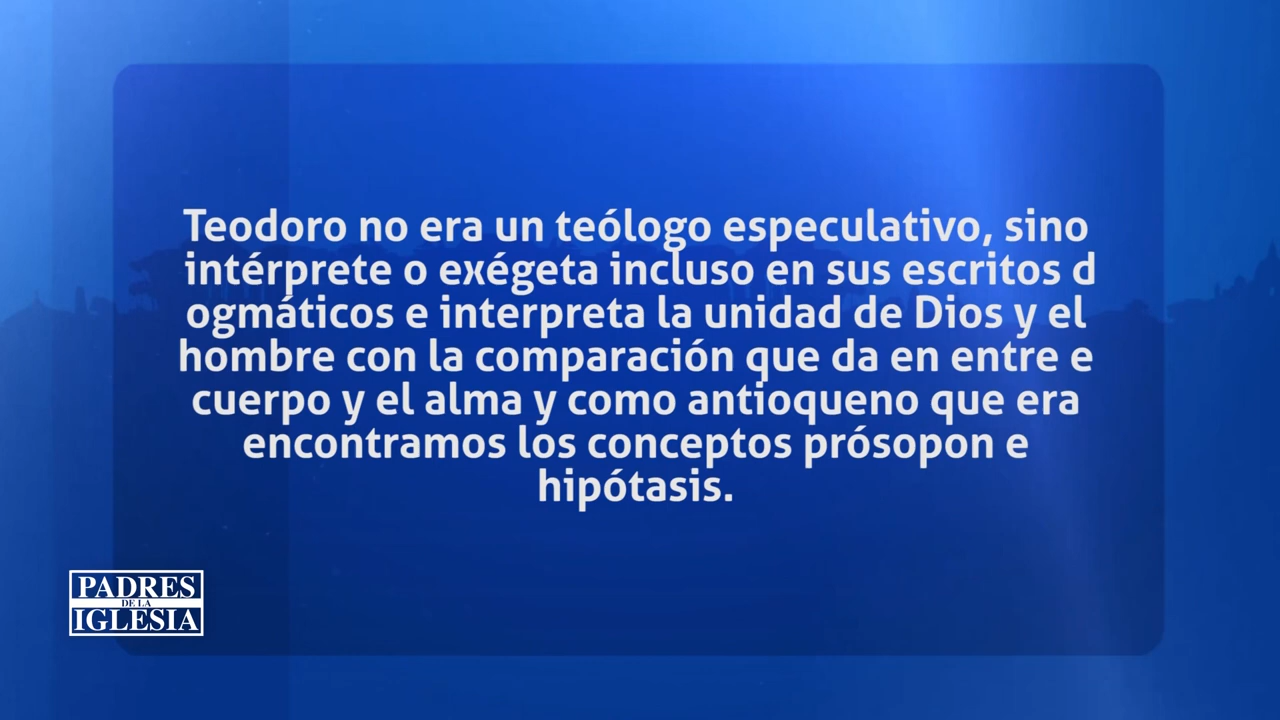 Teodoro no era un teólogo especulativo, sino
intérprete o exégeta incluso en sus escritos d
ogmáticos e interpreta la unidad de Dios y el
hombre con la comparación que da en entre e
cuerpo y el alma y como antioqueno que era
encontramos los conceptos prósopon e
hipótasis.
PADRES
DE LA
IGLESIA